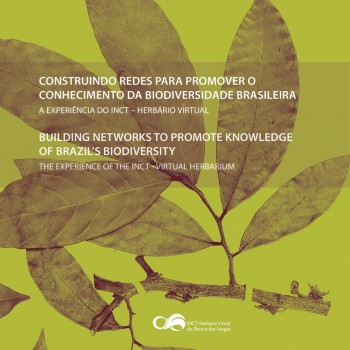 CONSTRUINDO REDES PARA PROMOVER O
CONHECIMENTO DA BIODIVERSIDADE BRASILEIRA
A EXPERIÊNCIA DO INCT – HERBÁRIO VIRTUAL
BUILDING NETWORKS TO PROMOTE KNOWLEDGE
OF BRAZIL'S BIODIVERSITY
THE EXPERIENCE OF THE INCT – VIRTUAL HERBARIUM
INCT - Herbário Virtual
da Flora e dos Fungos